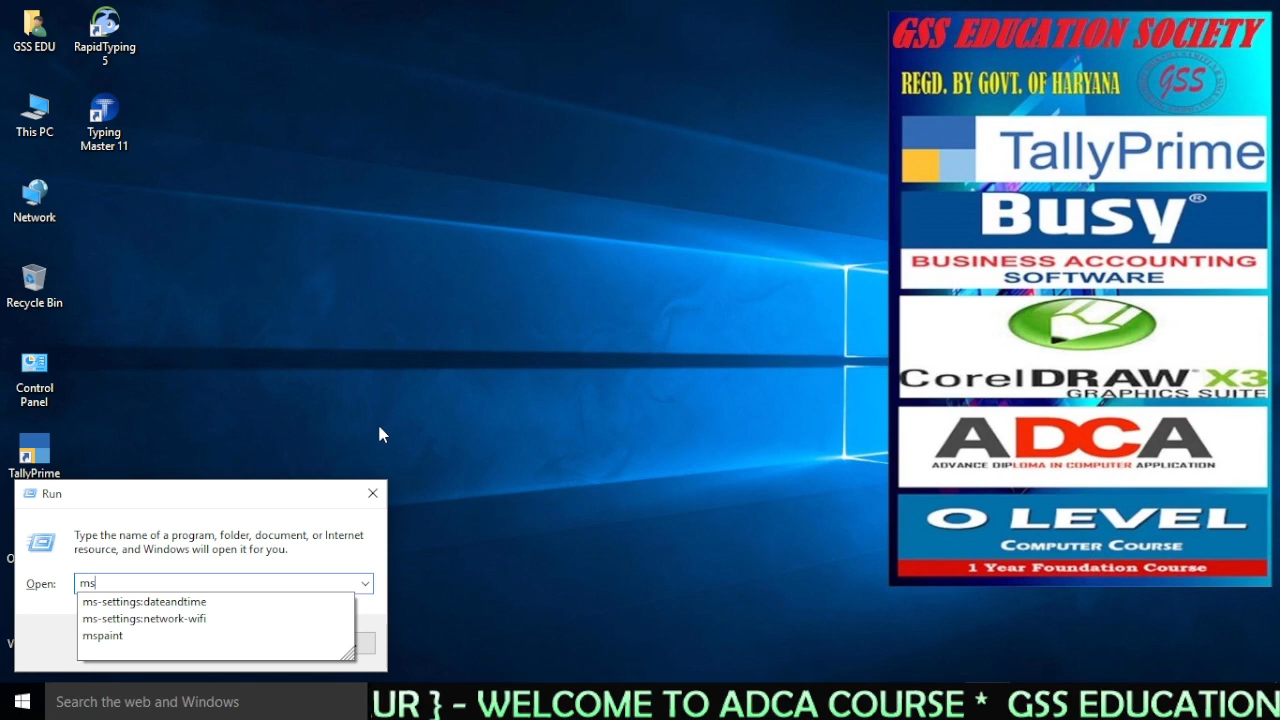 GSS EDU
RapidTyping
5
This PC
Typing
Master 11
Network
Recycle Bin
Control
Panel
TallyPrime
Run
Type the name of a program, folder, document, or Internet
resource, and Windows will open it for you.
Open:
ms
ms-settings:dateandtime
ms-settings:network-wifi
mspaint
Search the web and Windows
GSS EDUCATION SOCIETY
REGD. BY GOVT. OF HARYANA
GSS
TallyPrime
Busy®
BUSINESS ACCOUNTING
SOFTWARE
CorelDRAW X3
GRAPHICS SUITE
ADCA
ADVANCE DIPLOMA IN COMPUTER APPLICATION
O LEVEL
COMPUTER COURSE
1 Year Foundation Course
UR } - WELCOME TO ADCA COURSE * GSS EDUCATION